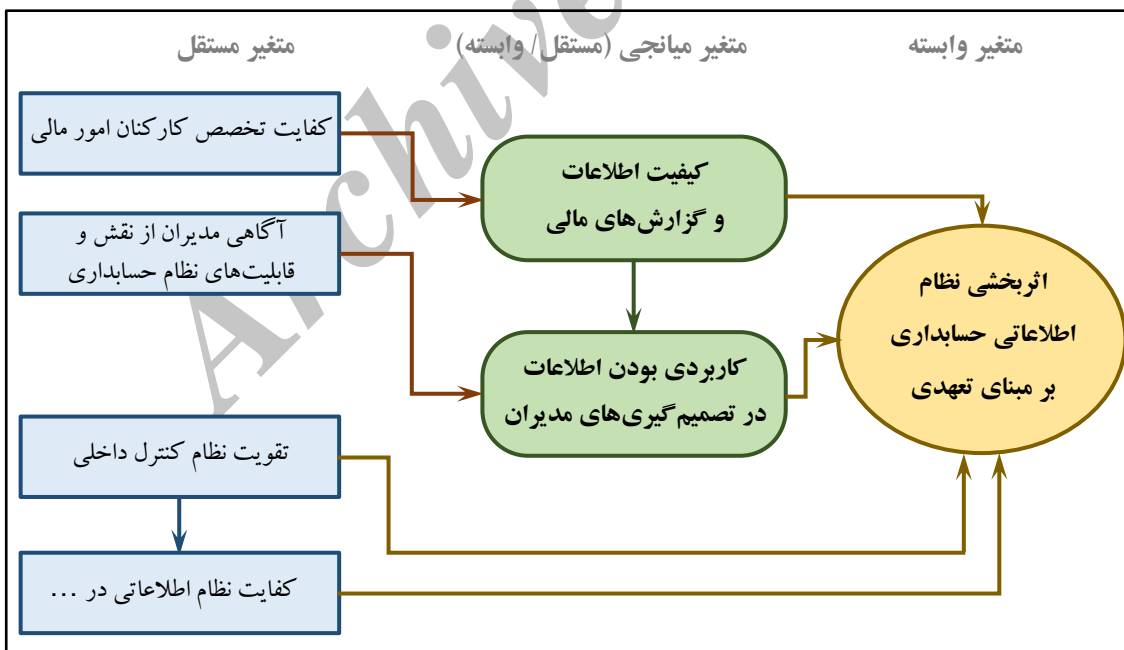 متغیر مستقل
متغیر میانجی (مستقل/ وابسته)
متغیر وابسته
کفایت تخصص کارکنان امور مالی
آگاهی مدیران از نقش و
قابلیت‌های نظام حسابداری
تقویت نظام کنترل داخلی
کفایت نظام اطلاعاتی در ...
کیفیت اطلاعات
و گزارش‌های مالی
کاربردی بودن اطلاعات
در تصمیم‌گیری‌های مدیران
اثربخشی نظام
اطلاعاتی حسابداری
بر مبنای تعهدی
Archive